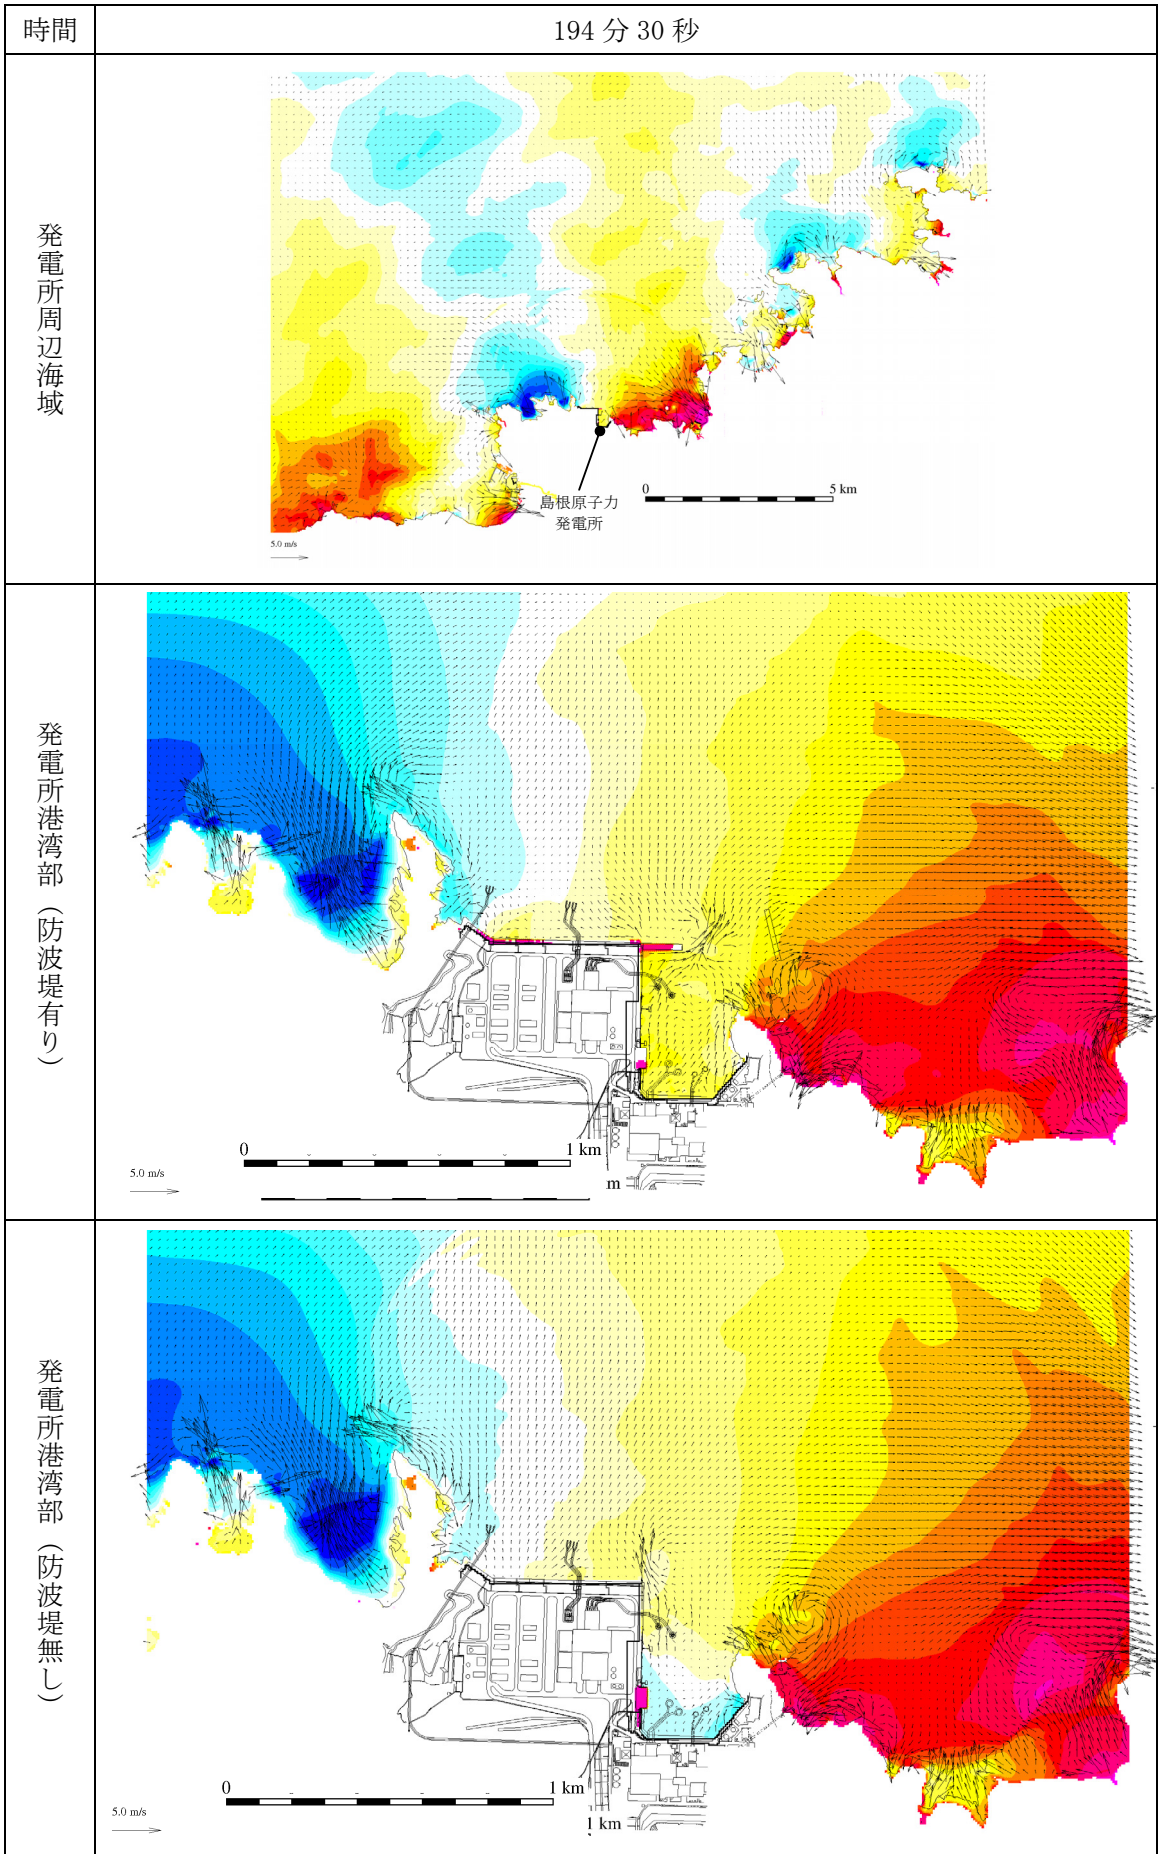 時間
194 分 30 秒
発電所周辺海域
島根原子力
発電所
0 5 km
5.0 m/s
発電所港湾部（防波堤有り）
0 1 km
5.0 m/s
m
発電所港湾部（防波堤無し）
0 1 km
5.0 m/s
1 km